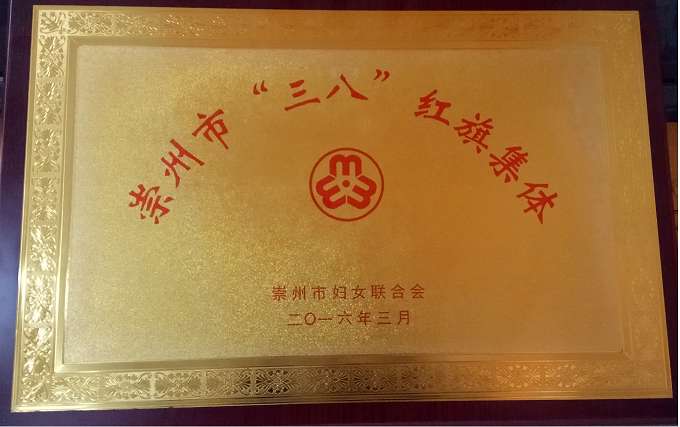 崇州市“三八”红旗集体
崇州市妇女联合会
二〇一六年三月